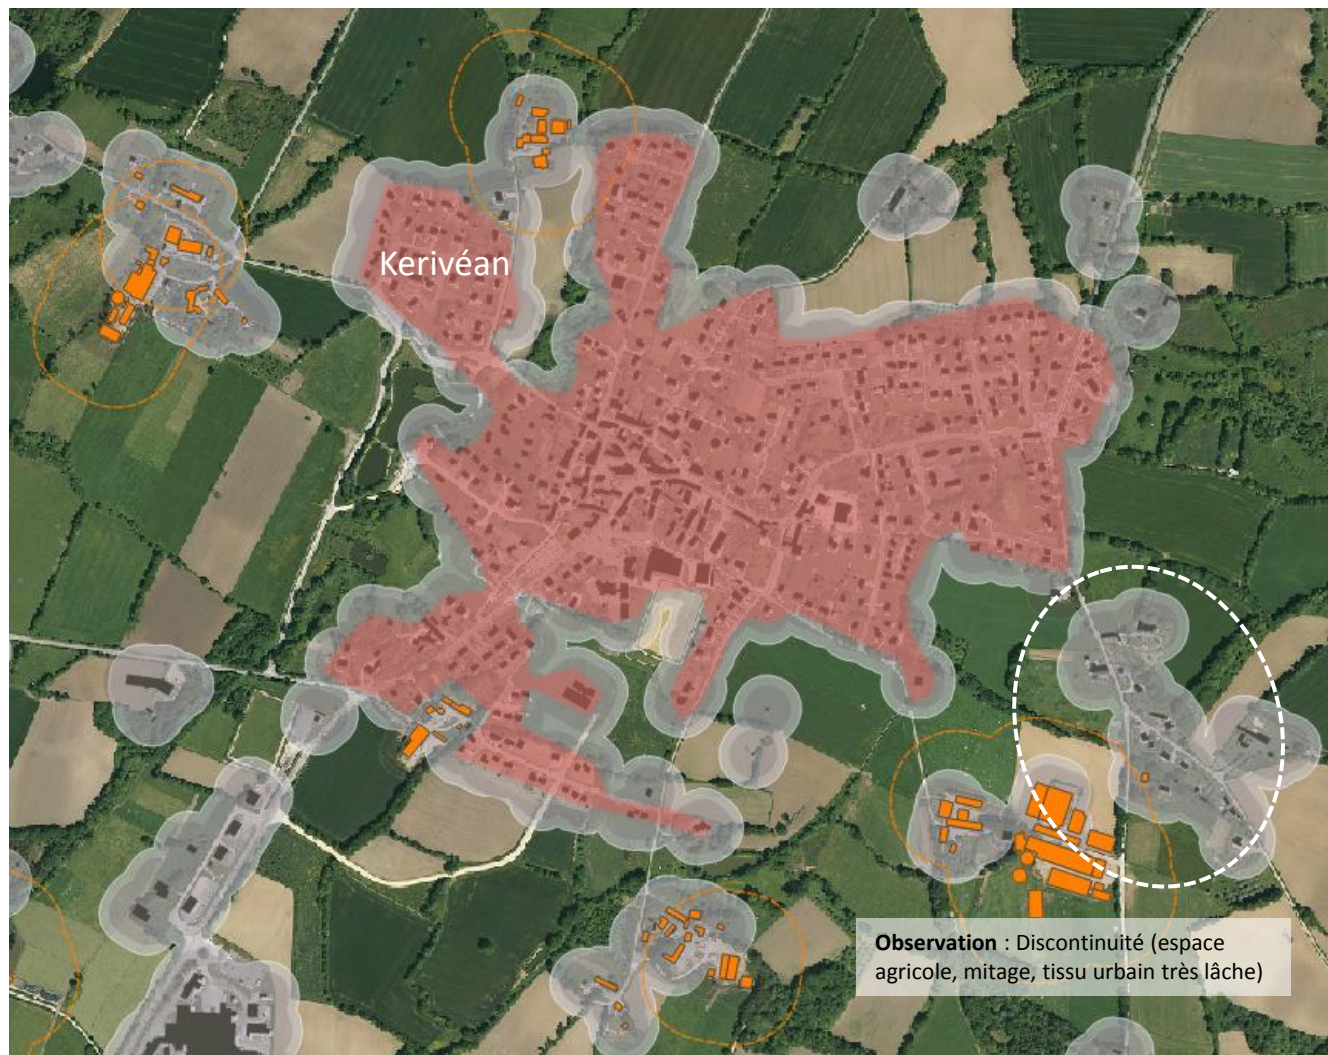 Kerivéan
Observation : Discontinuité (espace
agricole, mitage, tissu urbain très lâche)